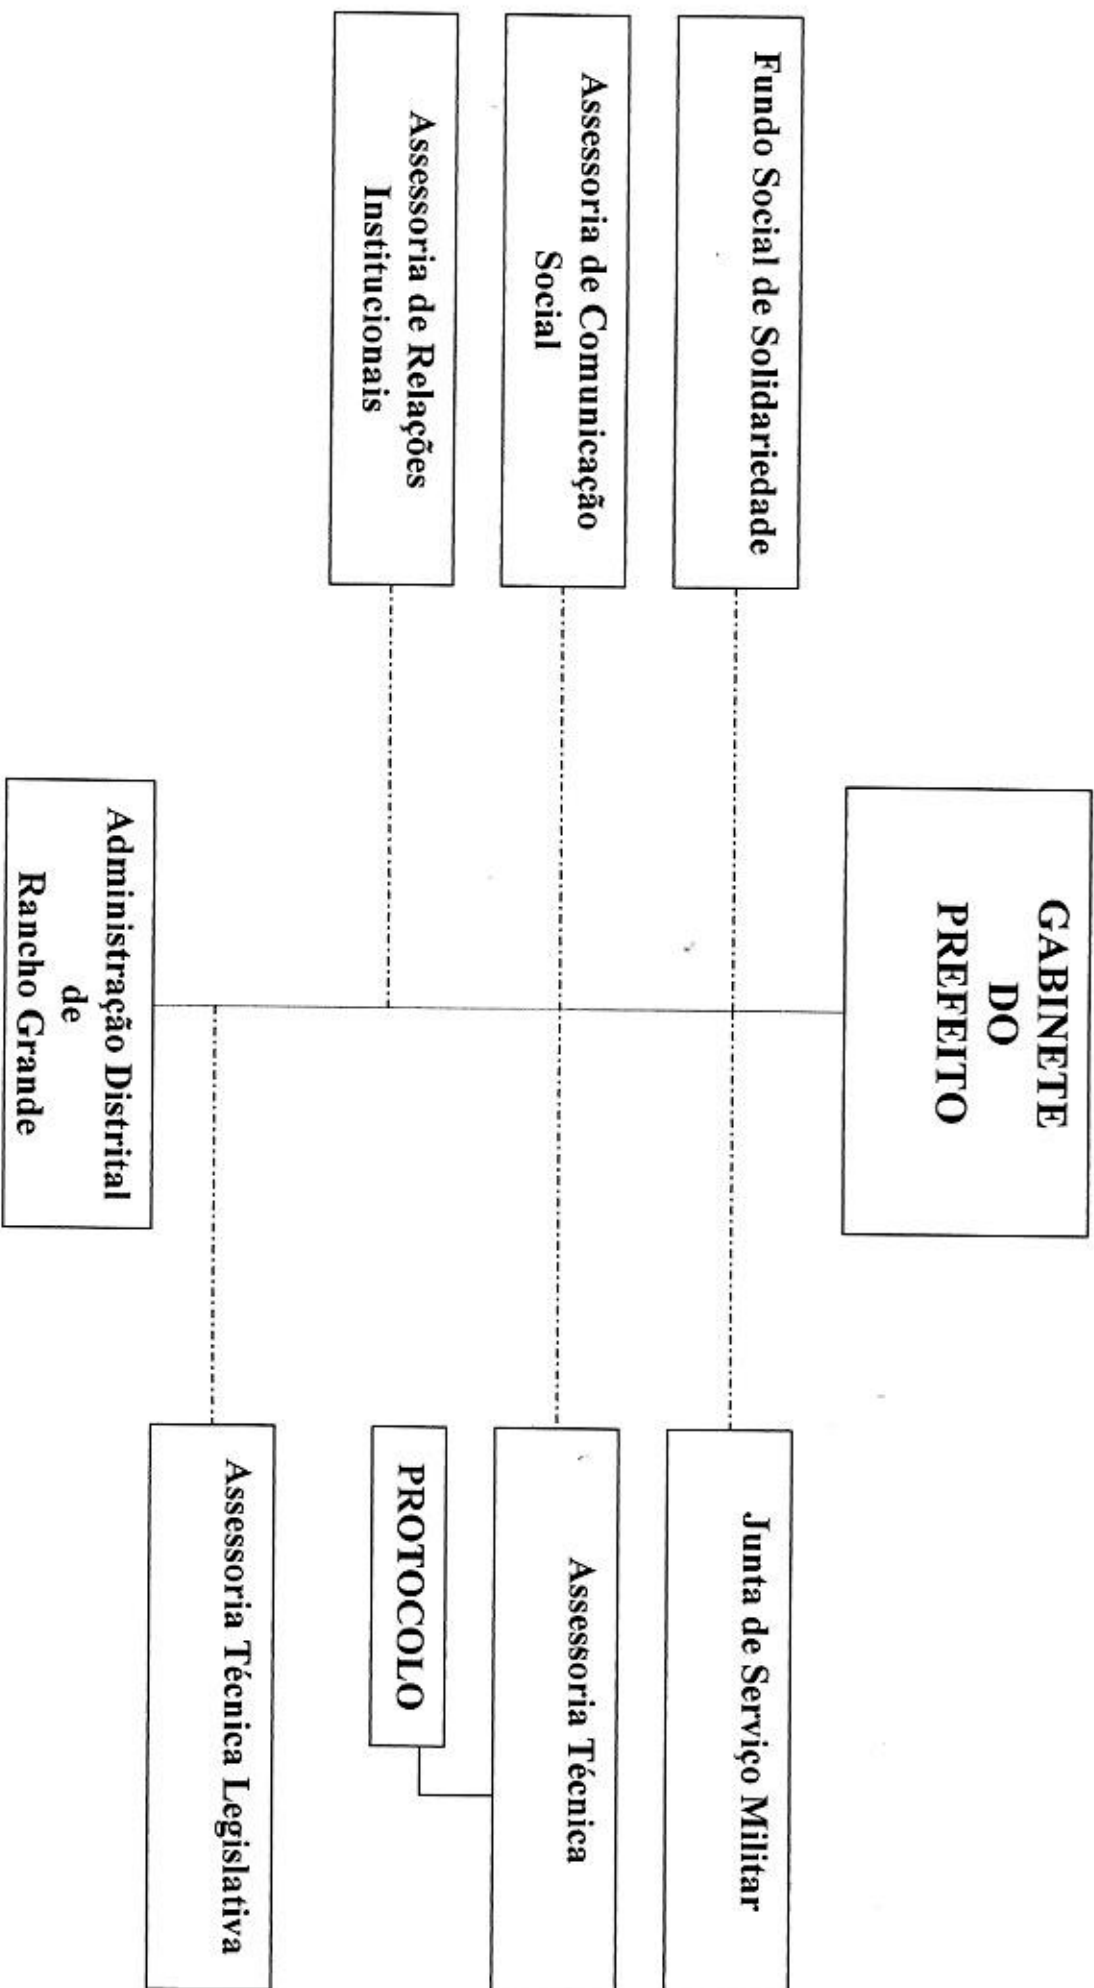 GABINETE
DO
PREFEITO
Fundo Social de Solidariedade
Junta de Serviço Militar
Assessoria de Comunicação
Social
Assessoria Técnica
PROTOCOLO
Assessoria de Relações
Institucionais
Assessoria Técnica Legislativa
Administração Distrital
de
Rancho Grande